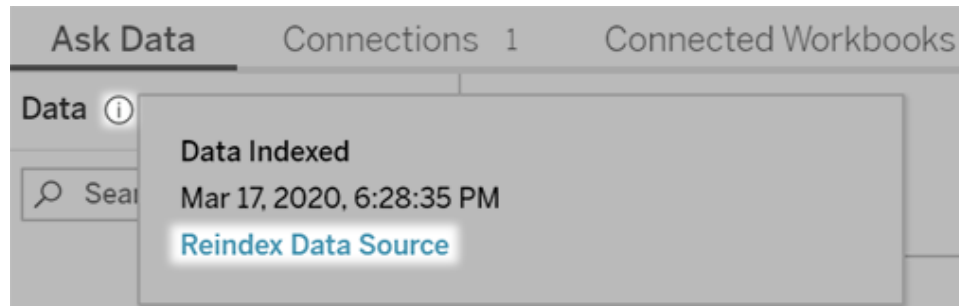 Ask Data Connections 1 Connected Workbooks
Data
Data Indexed
Mar 17, 2020, 6:28:35 PM
Reindex Data Source